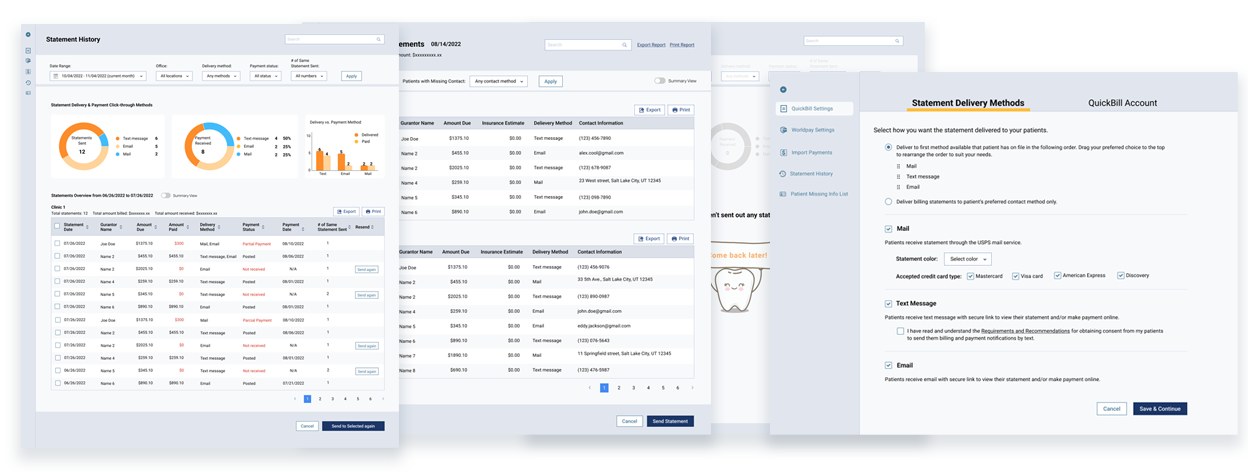 Statement History
Search
Date Range:
Office:
Delivery method:
Payment status:
# of Same
Statement Sent:
10/04/2022 - 11/04/2022 (current month)
All locations
Any methods
All status
All numbers
Apply
Statement Delivery & Payment Click-through Methods
Statements
Sent
12
Text message 6
Email 5
Mail 2
Payment
Received
8
Text message 4 50%
Email 2 25%
Mail 2 25%
Delivery vs. Payment Method
Delivered
Paid
10
5
0
6 4 5 2 2 2
Text Email Mail
Statements Overview from 06/26/2022 to 07/26/2022
Summary View
Clinic 1
Total statements: 12 Total amount billed: $xxxxxxx.xx Total amount received: $xxxxxx.xx
Export
Print
Statement Date Gurantor Name Amount Due Amount Paid Delivery Method Payment Status Payment Date # of Same Statement Sent Resend
07/26/2022 Joe Doe $1375.10 $200 Mail, Email Partial Payment 08/10/2022 1
07/26/2022 Name 2 $455.10 $455.10 Text message, Email Posted 08/06/2022 1
07/26/2022 Name 2 $2025.10 $0 Email Not received N/A 1 Send again
07/26/2022 Name 4 $259.10 $259.10 Text message Posted 08/08/2022 1
07/26/2022 Name 5 $345.10 $0 Email Not received N/A 2 Send again
07/26/2022 Name 6 $890.10 $890.10 Email Posted 08/01/2022 1
07/26/2022 Joe Doe $1375.10 $200 Mail Partial Payment 08/10/2022 1
07/26/2022 Name 3 $455.10 $455.10 Text message Posted 08/06/2022 1
07/26/2022 Name 2 $2025.10 $0 Email Not received N/A 1 Send again
07/26/2022 Name 4 $259.10 $259.10 Text message Posted 08/01/2022 1
06/26/2022 Name 5 $345.10 $0 Text message Not received N/A 2 Send again
06/26/2022 Name 6 $890.10 $890.10 Email Posted 07/21/2022 1
1 2 3 4 5 6
Cancel
Send to Selected again
ements 08/14/2022
mount: $xxxxxxxxx.xx
Search
Export Report
Print Report
Patients with Missing Contact:
Any contact method
Apply
Summary View
Export
Print
Gurantor Name Amount Due Insurance Estimate Delivery Method Contact Information
Joe Doe $1375.10 $0.00 Text message (123) 456-7890
Name 2 $455.10 $0.00 Email alex.cool@gmail.com
Name 2 $2025.10 $0.00 Text message (123) 678-9087
Name 4 $259.10 $0.00 Mail 23 West street, Salt Lake City, UT 12345
Name 5 $345.10 $0.00 Text message (123) 098-7890
Name 6 $890.10 $0.00 Email john.doe@gmail.com
Export
Print
Gurantor Name Amount Due Insurance Estimate Delivery Method Contact Information
Joe Doe $1375.10 $0.00 Text message (123) 456-9076
Name 2 $455.10 $0.00 Mail 33 5th Ave., Salt Lake City, UT 12345
Name 2 $2025.10 $0.00 Text message (123) 890-0987
Name 4 $259.10 $0.00 Email john.doe@gmail.com
Name 5 $345.10 $0.00 Email eddy.jackson@gmail.com
Name 6 $890.10 $0.00 Text message (123) 076-5643
Name 7 $1890.10 $0.00 Mail 11 Springfield street, Salt Lake City, UT 12345
Name 8 $690.10 $0.00 Text message (123) 476-5987
1 2 3 4 5 6
Cancel
Send Statement
Search
n't sent out any stat
ome back later!
QuickBill Settings
Worldpay Settings
Import Payments
Statement History
Patient Missing Info List
Statement Delivery Methods
QuickBill Account
Select how you want the statement delivered to your patients.
Deliver to first method available that patient has on file in the following order. Drag your preferred choice to the top
to rearrange the order to suit your needs.
Mail
Text message
Email
Deliver billing statements to patient's preferred contact method only.
Mail
Patients receive statement through the USPS mail service.
Statement color:
Select color
Accepted credit card type:
Mastercard
Visa card
American Express
Discovery
Text Message
Patients receive text message with secure link to view their statement and/or make payment online.
I have read and understand the Requirements and Recommendations for obtaining consent from my patients
to send them billing and payment notifications by text.
Email
Patients receive email with secure link to view their statement and/or make payment online.
Cancel
Save & Continue